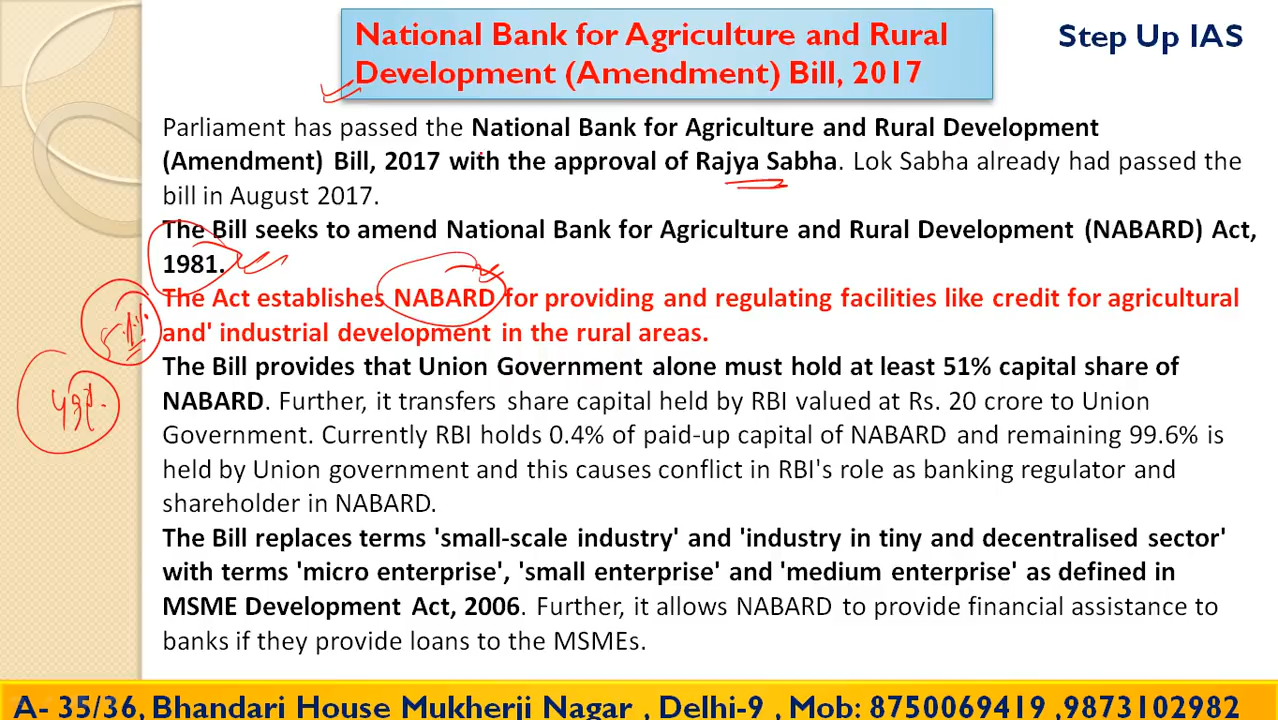 National Bank for Agriculture and Rural
Development (Amendment) Bill, 2017
Step Up IAS
Parliament has passed the National Bank for Agriculture and Rural Development
(Amendment) Bill, 2017 with the approval of Rajya Sabha. Lok Sabha already had passed the
bill in August 2017.
The Bill seeks to amend National Bank for Agriculture and Rural Development (NABARD) Act,
1981.
The Act establishes NABARD for providing and regulating facilities like credit for agricultural
and' industrial development in the rural areas.
The Bill provides that Union Government alone must hold at least 51% capital share of
NABARD. Further, it transfers share capital held by RBI valued at Rs. 20 crore to Union
Government. Currently RBI holds 0.4% of paid-up capital of NABARD and remaining 99.6% is
held by Union government and this causes conflict in RBI's role as banking regulator and
shareholder in NABARD.
The Bill replaces terms 'small-scale industry' and 'industry in tiny and decentralised sector'
with terms 'micro enterprise', 'small enterprise' and 'medium enterprise' as defined in
MSME Development Act, 2006. Further, it allows NABARD to provide financial assistance to
banks if they provide loans to the MSMEs.
A- 35/36, Bhandari House Mukherji Nagar , Delhi-9 , Mob: 8750069419 ,9873102982